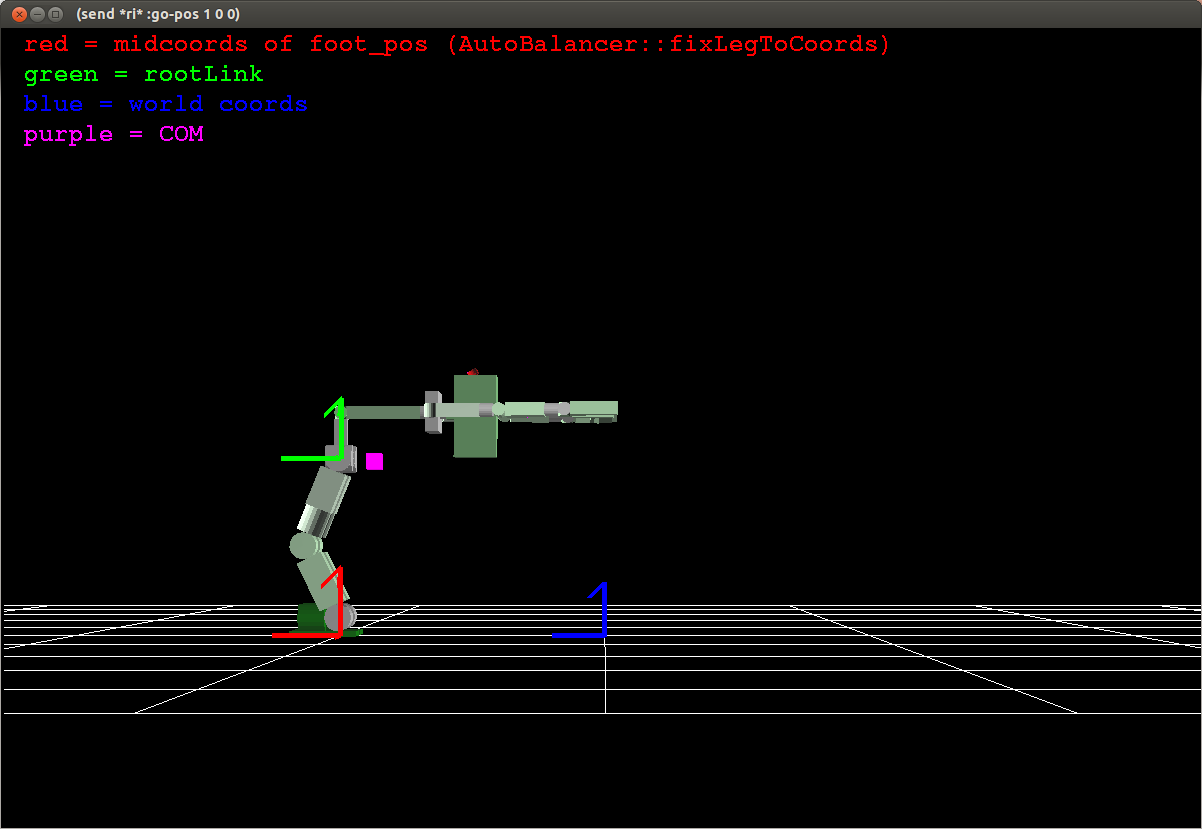 (send *ri* :go-pos 1 0 0)
red = midcoords of foot_pos (AutoBalancer::fixLegToCoords)
green = rootLink
blue = world coords
purple = COM